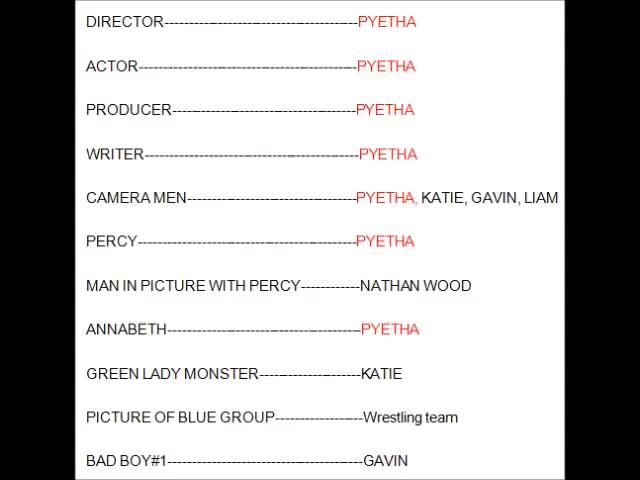 DIRECTOR---------------------------------------PYETHA
ACTOR--------------------------------------------PYETHA
PRODUCER-------------------------------------PYETHA
WRITER-------------------------------------------PYETHA
CAMERA MEN----------------------------------PYETHA, KATIE, GAVIN, LIAM
PERCY--------------------------------------------PYETHA
MAN IN PICTURE WITH PERCY------------NATHAN WOOD
ANNABETH---------------------------------------PYETHA
GREEN LADY MONSTER--------------------KATIE
PICTURE OF BLUE GROUP------------------Wrestling team
BAD BOY#1---------------------------------------GAVIN